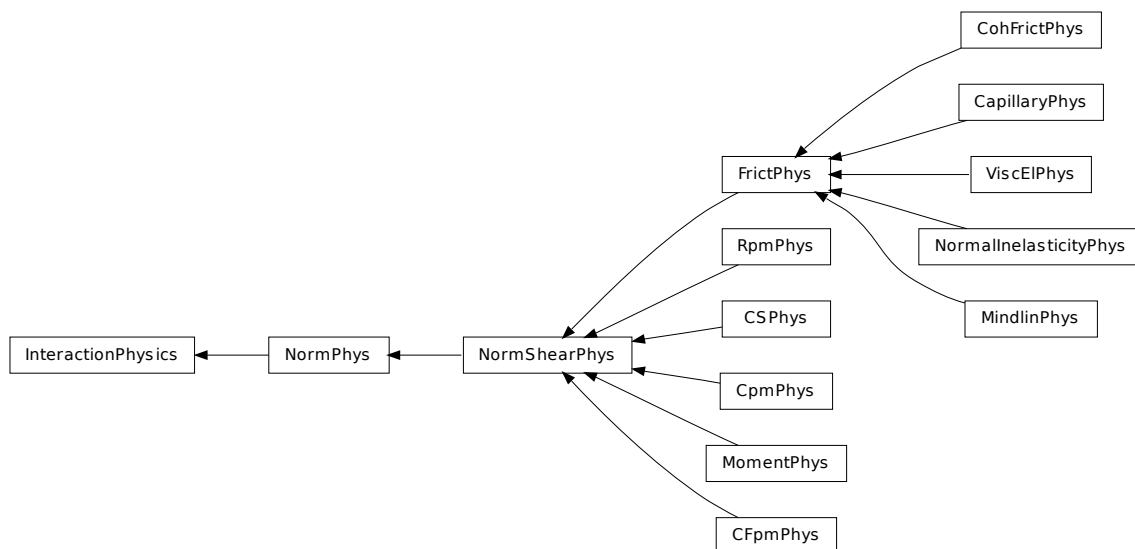 CohFrictPhys
CapillaryPhys
FrictPhys
ViscElPhys
RpmPhys
NormalInelasticityPhys
CSPhys
MindlinPhys
InteractionPhysics
NormPhys
NormShearPhys
CpmPhys
MomentPhys
CFpmPhys